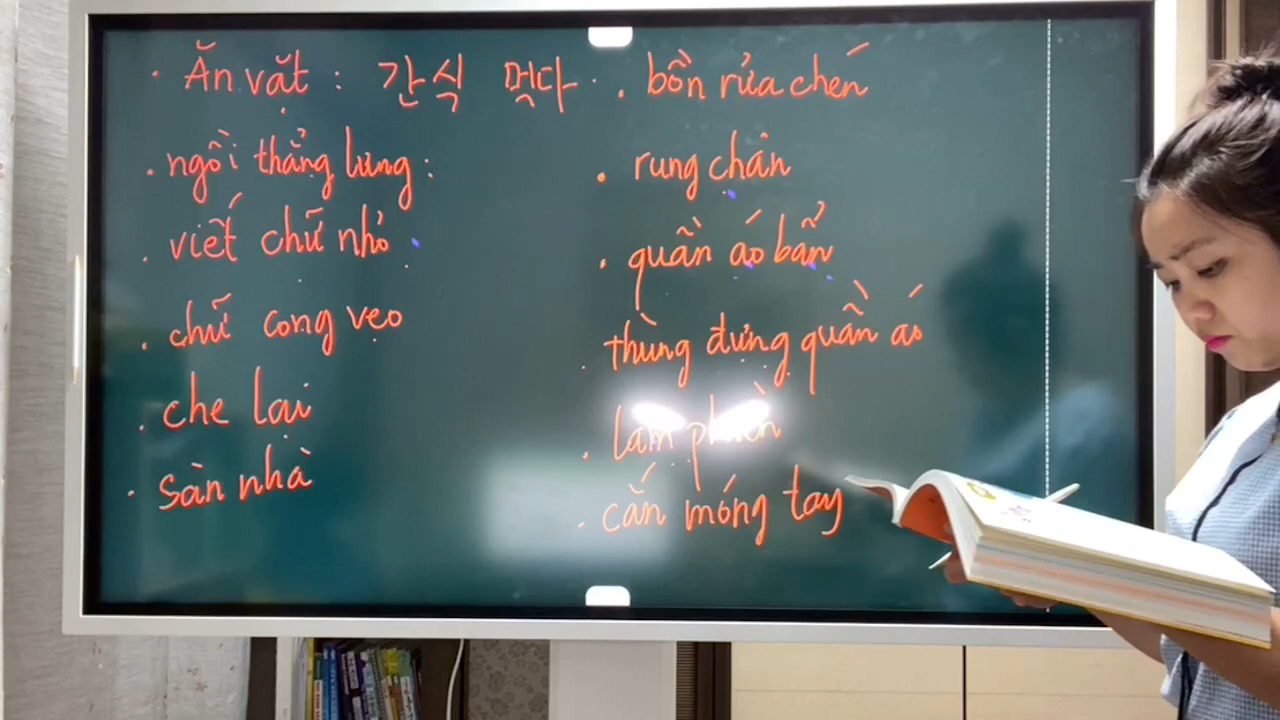 . Ăn vặt : 간식 먹다 .
. ngồi thẳng lưng :
. viết chữ nhỏ
. chữ cong vẹo
. che lại
. sàn nhà
. bồn rửa chén
. rung chân
. quần áo bẩn
. thùng đựng quần áo
. làm phiền
. cắn móng tay